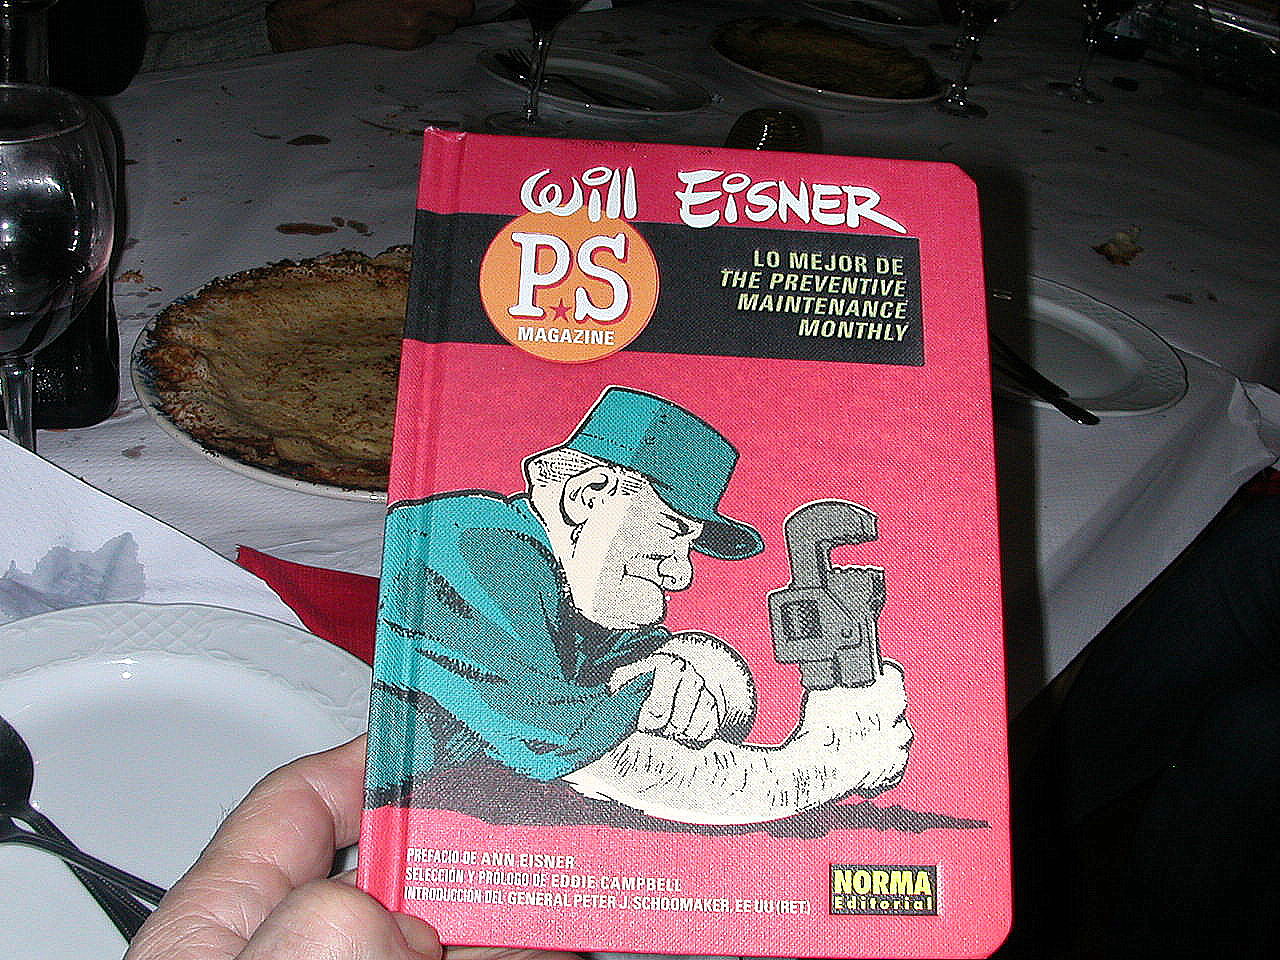 Will EISNER
P.S
MAGAZINE
LO MEJOR DE
THE PREVENTIVE
MAINTENANCE
MONTHLY
PREFACIO DE ANN EISNER
SELECCIÓN Y PRÓLOGO DE EDDIE CAMPBELL
INTRODUCCIÓN DEL GENERAL PETER J. SCHOOMAKER, EE UU (RET)
NORMA
Editorial